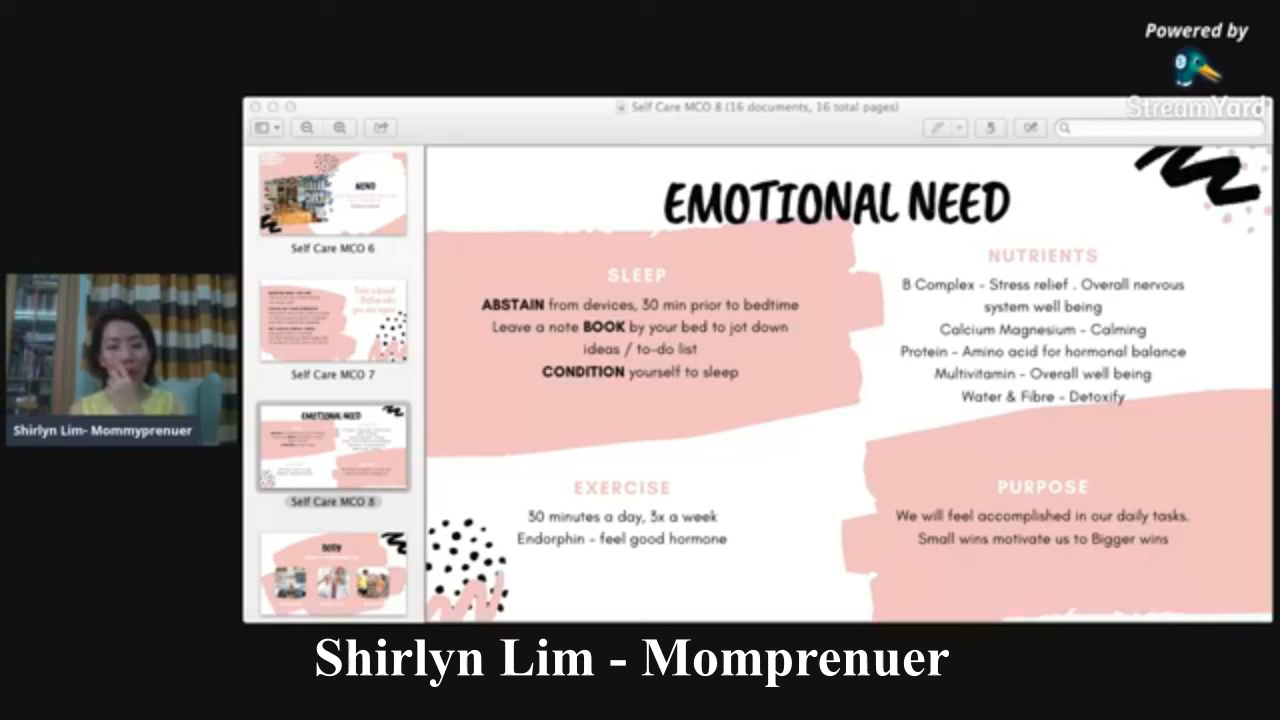 Powered by
StreamYard
Self Care MCO 8 (16 documents, 16 total pages)
MIND
Self Care MCO 6
Self Care MCO 7
EMOTIONAL NEED
Self Care MCO 8
BODY
EMOTIONAL NEED
SLEEP
ABSTAIN from devices, 30 min prior to bedtime
Leave a note BOOK by your bed to jot down
ideas / to-do list
CONDITION yourself to sleep
NUTRIENTS
B Complex - Stress relief . Overall nervous
system well being
Calcium Magnesium - Calming
Protein - Amino acid for hormonal balance
Multivitamin - Overall well being
Water & Fibre - Detoxify
EXERCISE
30 minutes a day, 3x a week
Endorphin - feel good hormone
PURPOSE
We will feel accomplished in our daily tasks.
Small wins motivate us to Bigger wins
Shirlyn Lim- Mommyprenuer
Shirlyn Lim - Momprenuer